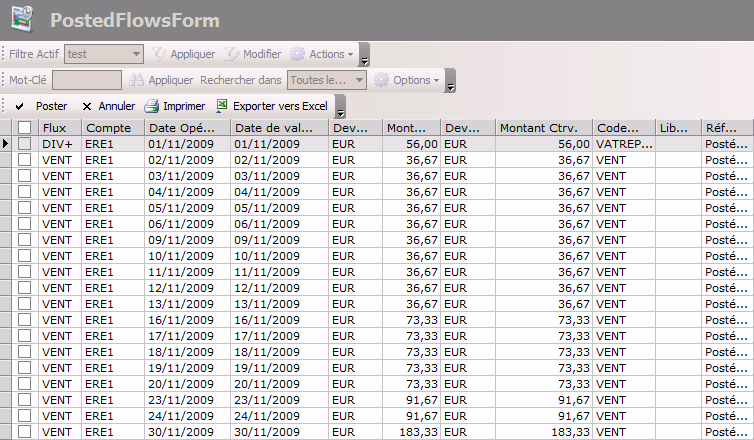 PostedFlowsForm
Filtre Actif test Appliquer Modifier Actions
Mot-Clé Appliquer Rechercher dans Toutes le... Options
Poster Annuler Imprimer Exporter vers Excel
Flux Compte Date Opé... Date de val... Dev... Mont... Dev... Montant Ctrv. Code... Lib... Réf...
DIV+ ERE1 01/11/2009 01/11/2009 EUR 56,00 EUR 56,00 VATREP... Posté...
VENT ERE1 02/11/2009 02/11/2009 EUR 36,67 EUR 36,67 VENT Posté...
VENT ERE1 03/11/2009 03/11/2009 EUR 36,67 EUR 36,67 VENT Posté...
VENT ERE1 04/11/2009 04/11/2009 EUR 36,67 EUR 36,67 VENT Posté...
VENT ERE1 05/11/2009 05/11/2009 EUR 36,67 EUR 36,67 VENT Posté...
VENT ERE1 06/11/2009 06/11/2009 EUR 36,67 EUR 36,67 VENT Posté...
VENT ERE1 09/11/2009 09/11/2009 EUR 36,67 EUR 36,67 VENT Posté...
VENT ERE1 10/11/2009 10/11/2009 EUR 36,67 EUR 36,67 VENT Posté...
VENT ERE1 11/11/2009 11/11/2009 EUR 36,67 EUR 36,67 VENT Posté...
VENT ERE1 12/11/2009 12/11/2009 EUR 36,67 EUR 36,67 VENT Posté...
VENT ERE1 13/11/2009 13/11/2009 EUR 36,67 EUR 36,67 VENT Posté...
VENT ERE1 16/11/2009 16/11/2009 EUR 73,33 EUR 73,33 VENT Posté...
VENT ERE1 17/11/2009 17/11/2009 EUR 73,33 EUR 73,33 VENT Posté...
VENT ERE1 18/11/2009 18/11/2009 EUR 73,33 EUR 73,33 VENT Posté...
VENT ERE1 19/11/2009 19/11/2009 EUR 73,33 EUR 73,33 VENT Posté...
VENT ERE1 20/11/2009 20/11/2009 EUR 73,33 EUR 73,33 VENT Posté...
VENT ERE1 23/11/2009 23/11/2009 EUR 91,67 EUR 91,67 VENT Posté...
VENT ERE1 24/11/2009 24/11/2009 EUR 91,67 EUR 91,67 VENT Posté...
VENT ERE1 30/11/2009 30/11/2009 EUR 183,33 EUR 183,33 VENT Posté...